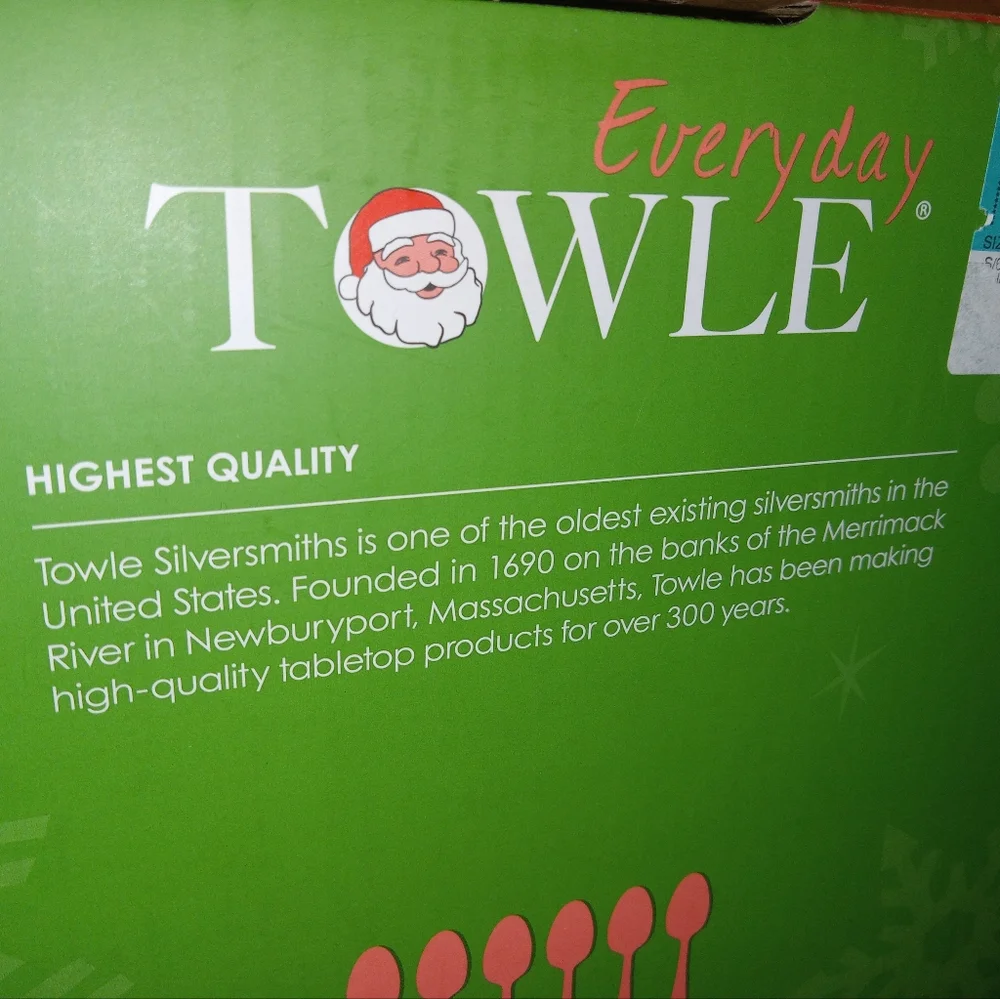 Everyday
TOWLE®
HIGHEST QUALITY
Towle Silversmiths is one of the oldest existing silversmiths in the
United States. Founded in 1690 on the banks of the Merrimack
River in Newburyport, Massachusetts, Towle has been making
high-quality tabletop products for over 300 years.